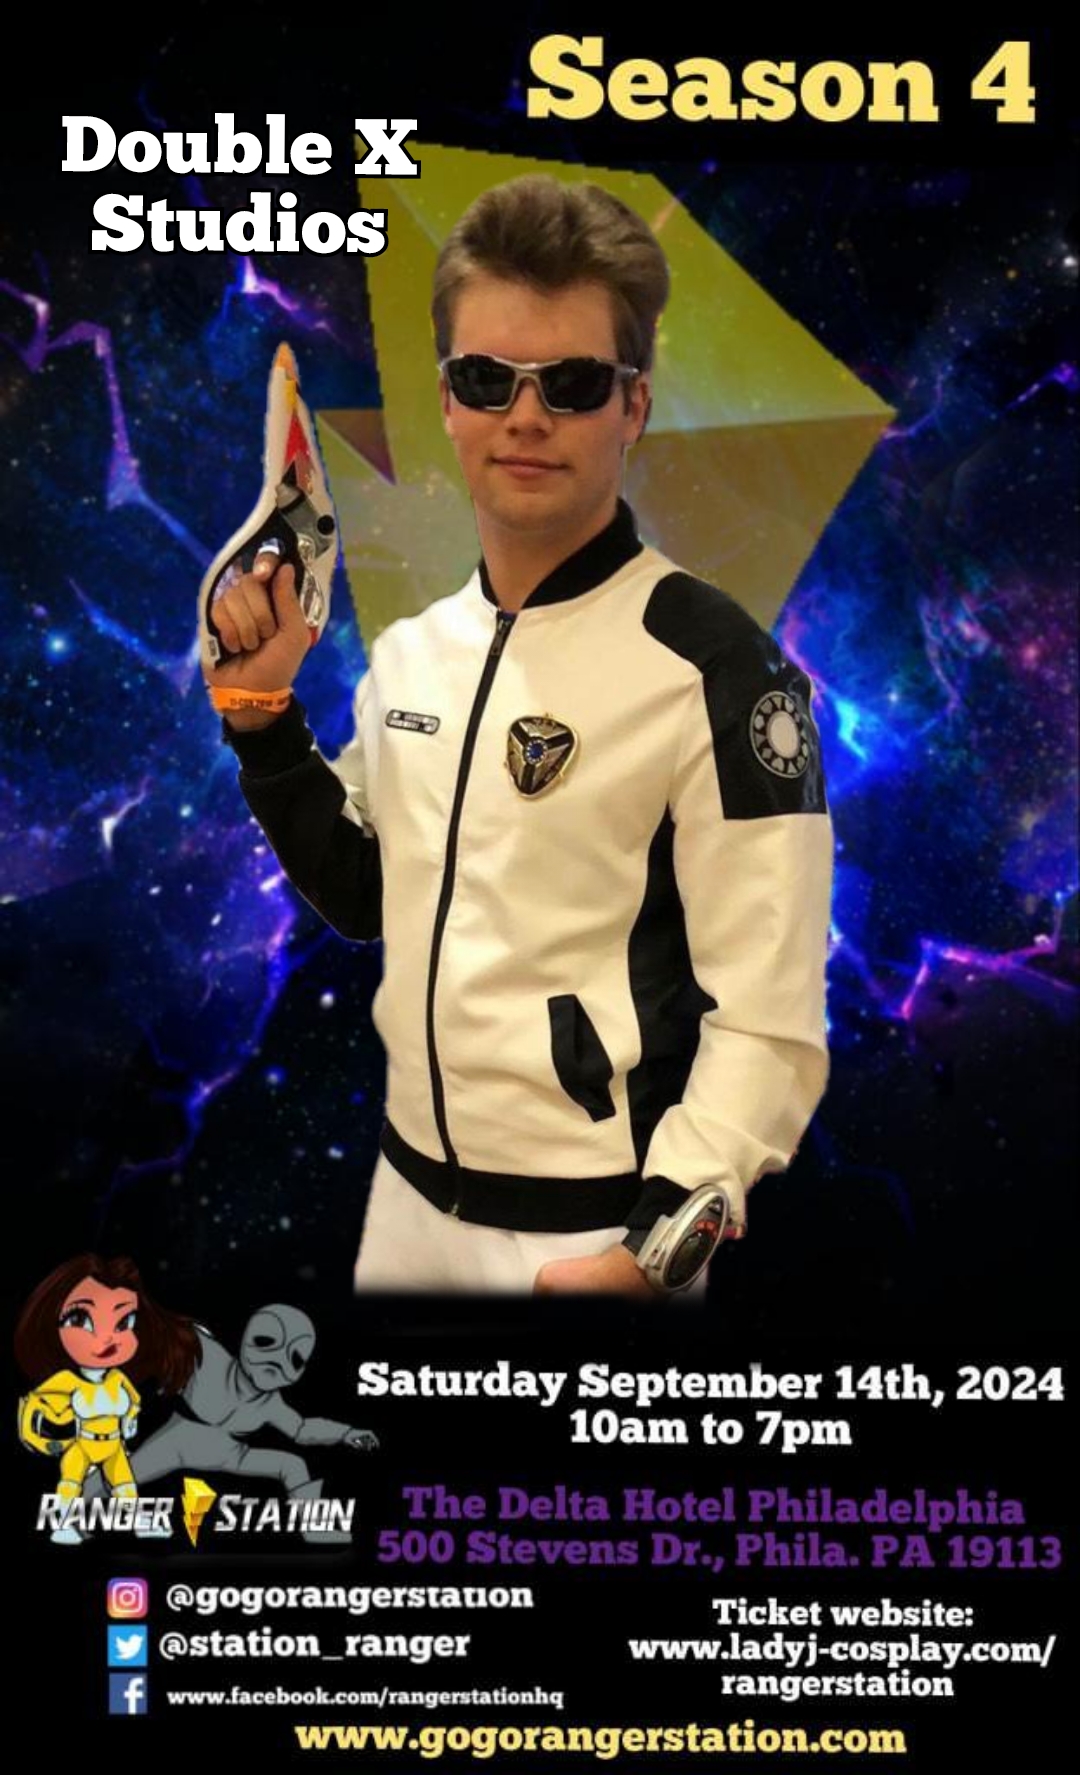 Season 4
Double X
Studios
Saturday September 14th, 2024
10am to 7pm
RANGER STATION
The Delta Hotel Philadelphia
500 Stevens Dr., Phila. PA 19113
@gogorangerstation
@station_ranger
www.facebook.com/rangerstationhq
Ticket website:
www.ladyj-cosplay.com/
rangerstation
www.gogorangerstation.com